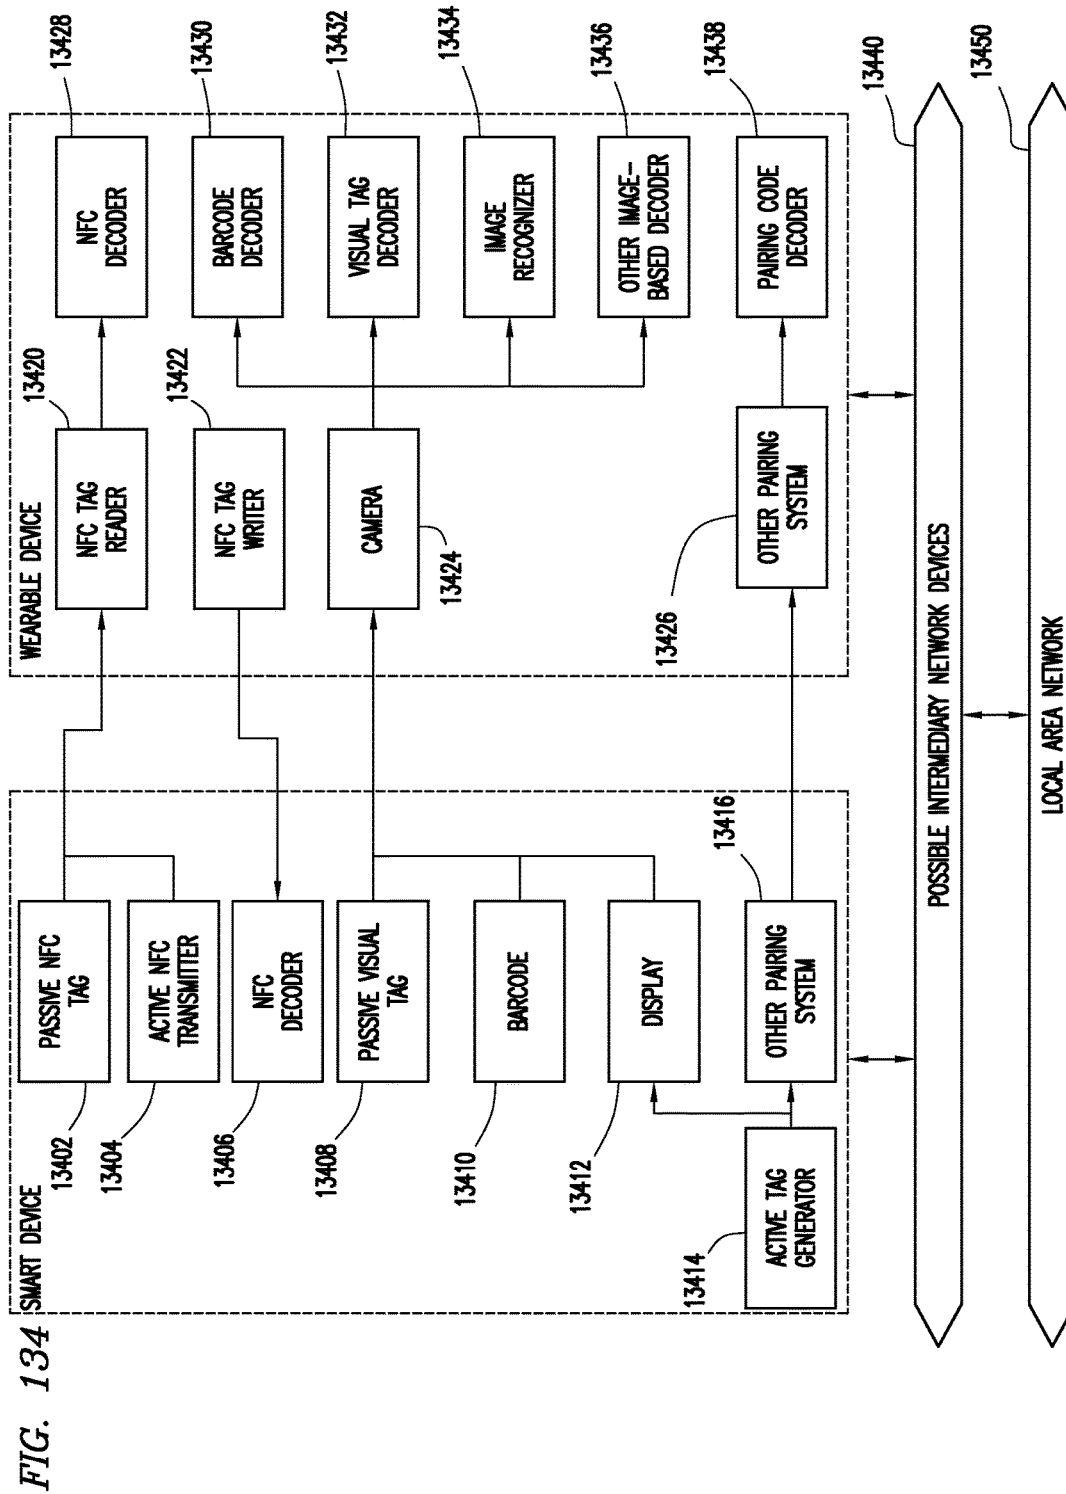 FIG. 134
SMART DEVICE
13402
PASSIVE NFC
TAG
13404
ACTIVE NFC
TRANSMITTER
13406
NFC
DECODER
13408
PASSIVE VISUAL
TAG
13410
BARCODE
13412
DISPLAY
13414
ACTIVE TAG
GENERATOR
13416
OTHER PAIRING
SYSTEM
WEARABLE DEVICE
13420
NFC TAG
READER
13422
NFC TAG
WRITER
CAMERA
13424
13426
OTHER PAIRING
SYSTEM
NFC
DECODER
13428
BARCODE
DECODER
13430
VISUAL TAG
DECODER
13432
IMAGE
RECOGNIZER
13434
OTHER IMAGE-
BASED DECODER
13436
PAIRING CODE
DECODER
13438
POSSIBLE INTERMEDIARY NETWORK DEVICES
13440
LOCAL AREA NETWORK
13450